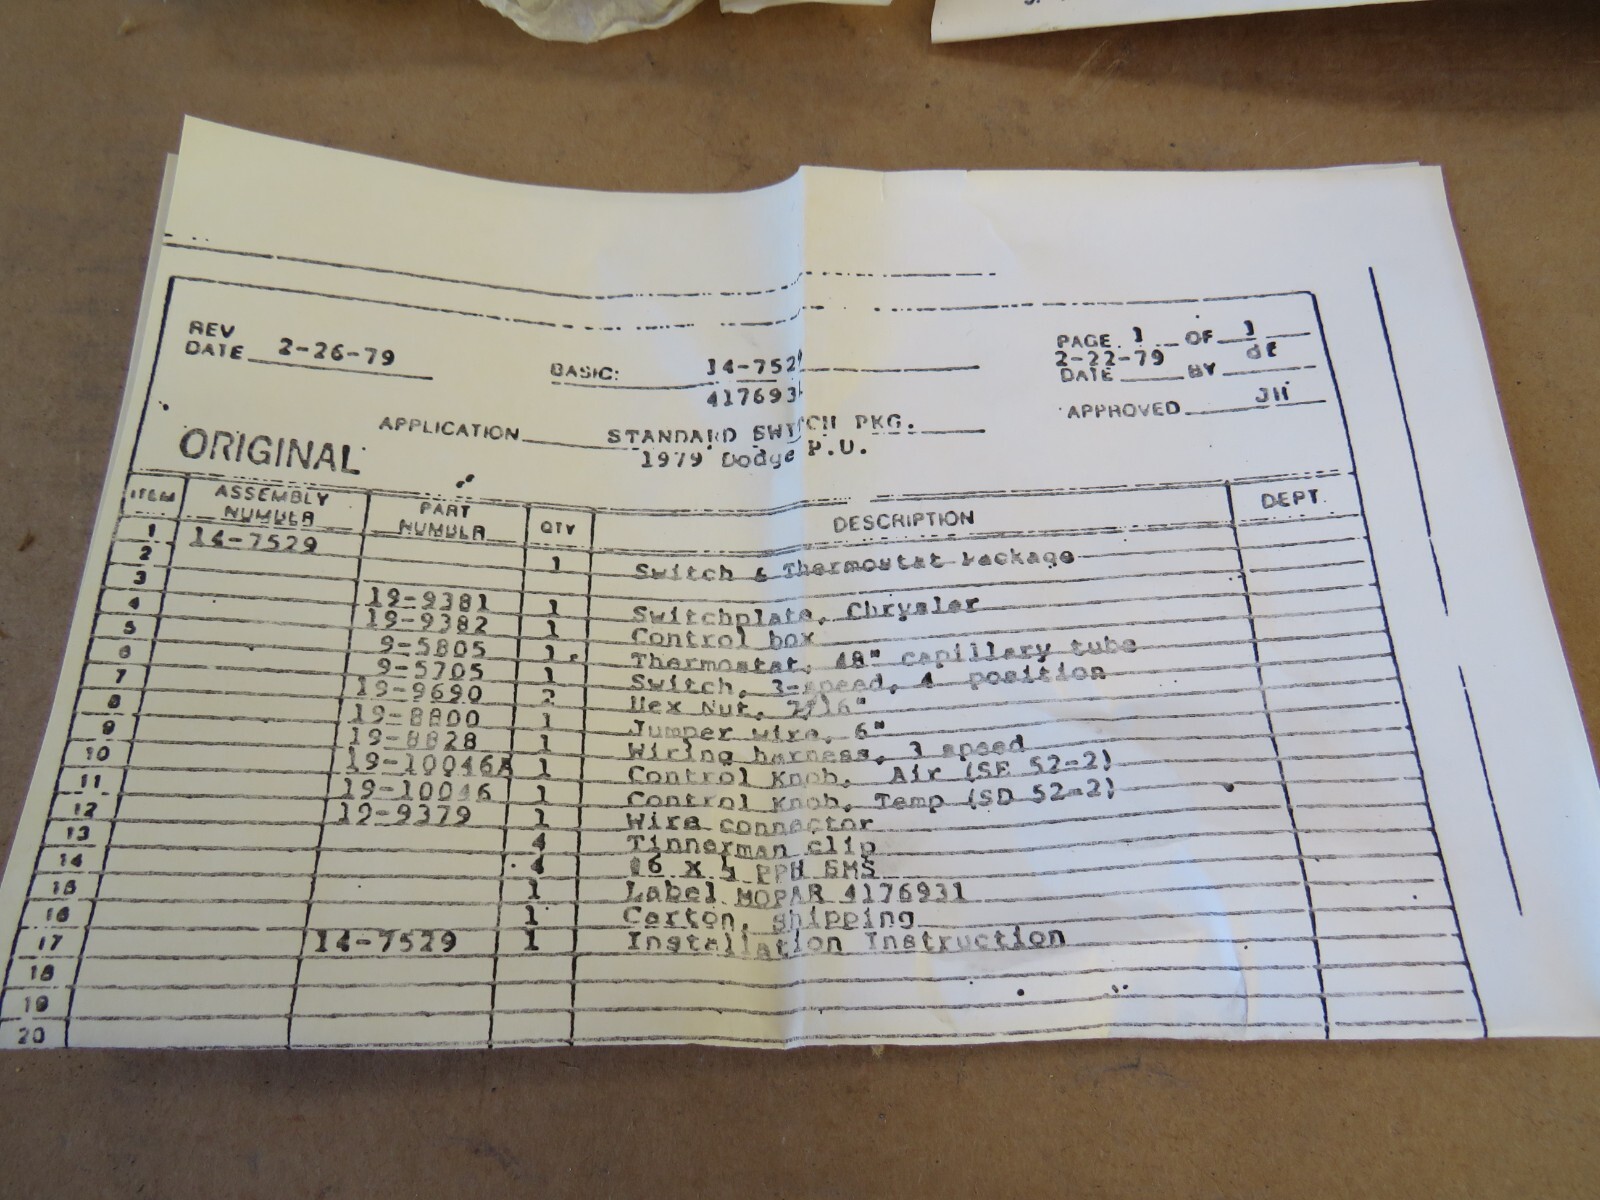 REV
DATE 2-26-79
BASIC: 14-752
417693
PAGE 1 OF 1
2-22-79
DATE BY
APPROVED
APPLICATION STANDARD SWITCH PKG.
1979 Dodge P.U.
ORIGINAL
ITEM ASSEMBLY NUMBER PART NUMBER QTY DESCRIPTION DEPT.
1 14-7529 1 Switch & Thermostat Package
2
3 19-9381 1 Switchplate, Chrysler
4 19-9382 1 Control box
5 9-5805 1 Thermostat, 48" capillary tube
6 9-5705 1 Switch, 3-speed, 4 position
7 19-9690 2 Hex Nut, 7/16"
8 19-8800 1 Jumper wire, 6"
9 19-8828 1 Wiring harness, 3 speed
10 19-10046A 1 Control Knob, Air (SE 52-2)
11 19-10046 1 Control Knob, Temp (SD 52-2)
12 19-9379 1 Wire connector
13 4 Tinnerman clip
14 4 #6 X PPH SMS
15 1 Label MOPAR 4176931
16 1 Carton, shipping
17 14-7529 1 Installation Instruction
18
19
20